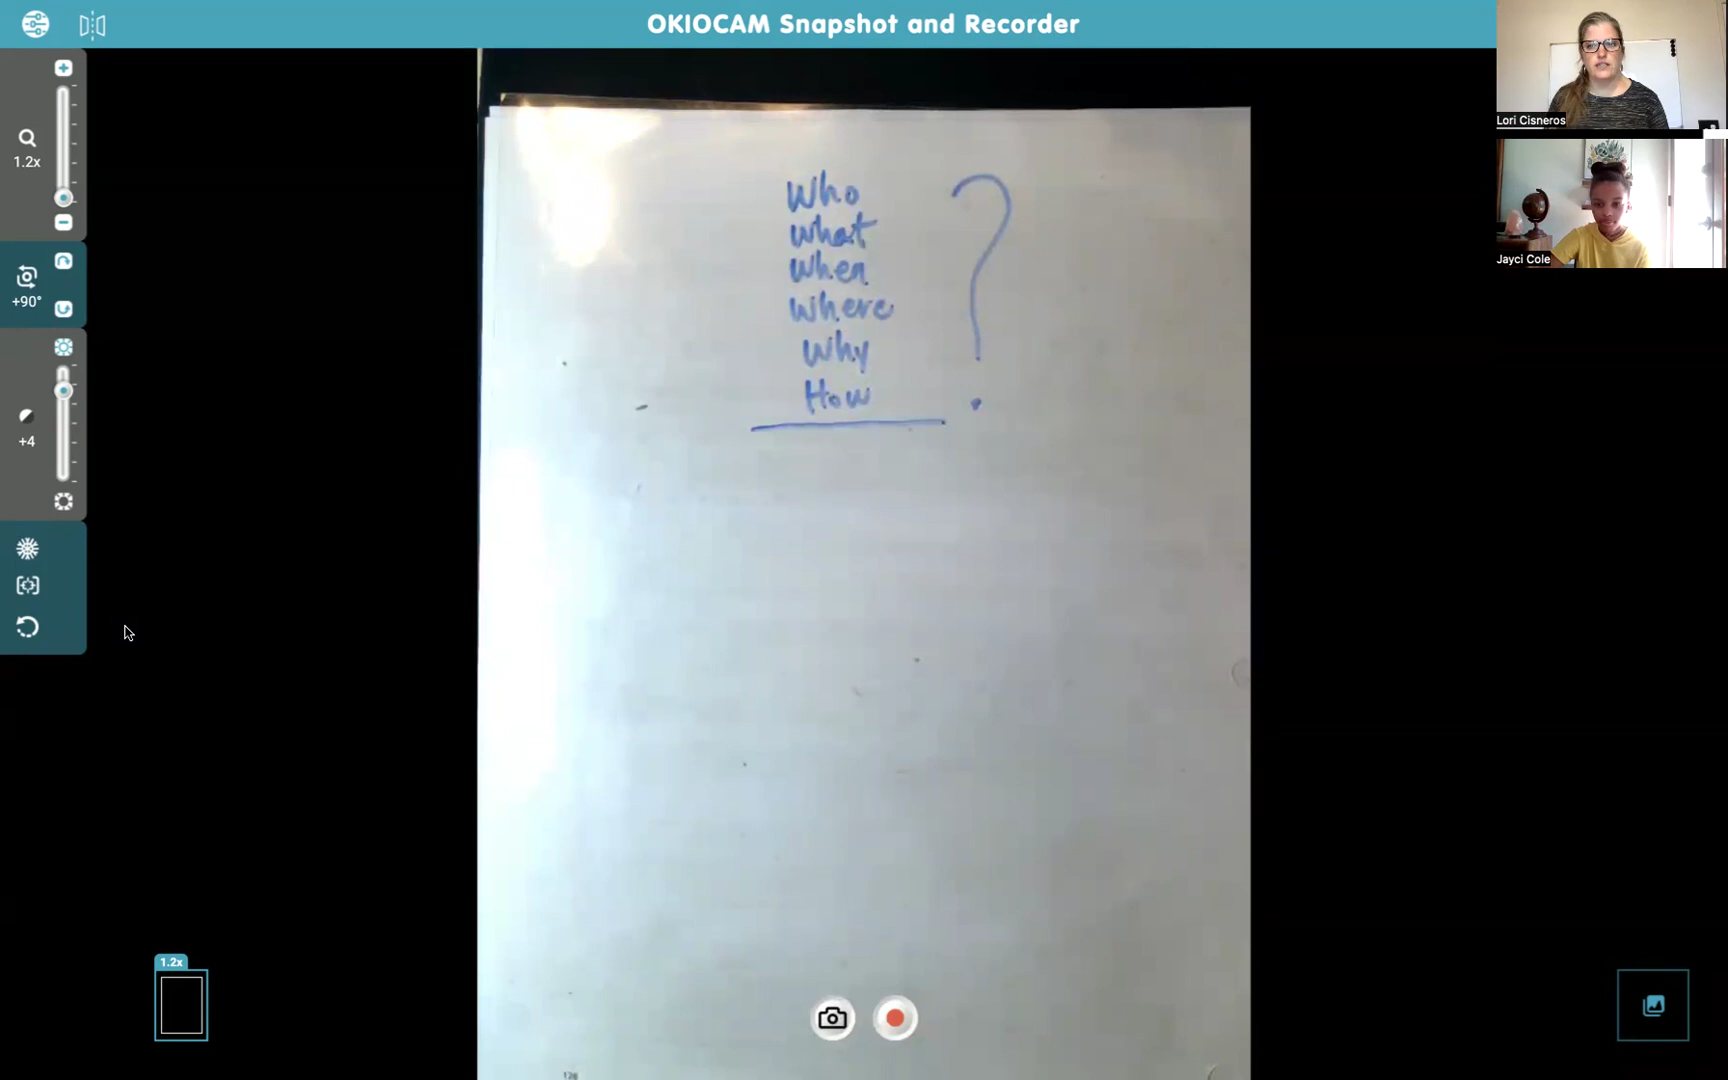 OKIOCAM Snapshot and Recorder
Lori Cisneros
Jayci Cole
1.2x
+90°
+4
Who
what
When
Where
Why
How
?
1.2x
128